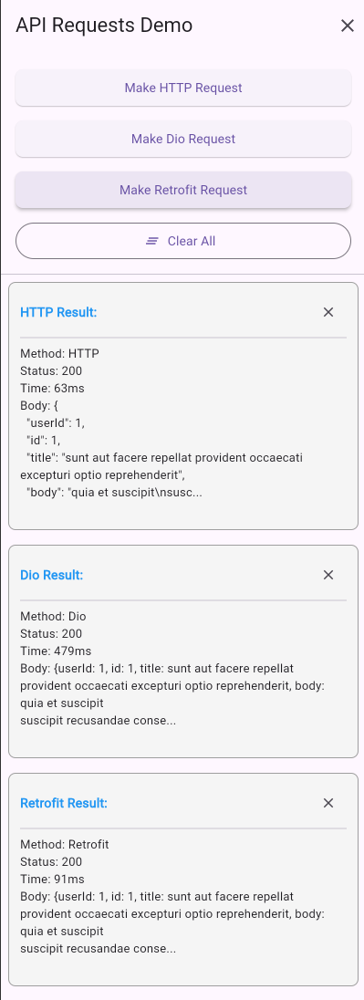 API Requests Demo
Make HTTP Request
Make Dio Request
Make Retrofit Request
Clear All
HTTP Result:
Method: HTTP
Status: 200
Time: 63ms
Body: {
  "userId": 1,
  "id": 1,
  "title": "sunt aut facere repellat provident occaecati
excepturi optio reprehenderit",
  "body": "quia et suscipit\nsusc...
Dio Result:
Method: Dio
Status: 200
Time: 479ms
Body: {userId: 1, id: 1, title: sunt aut facere repellat
provident occaecati excepturi optio reprehenderit, body:
quia et suscipit
suscipit recusandae conse...
Retrofit Result:
Method: Retrofit
Status: 200
Time: 91ms
Body: {userId: 1, id: 1, title: sunt aut facere repellat
provident occaecati excepturi optio reprehenderit, body:
quia et suscipit
suscipit recusandae conse...